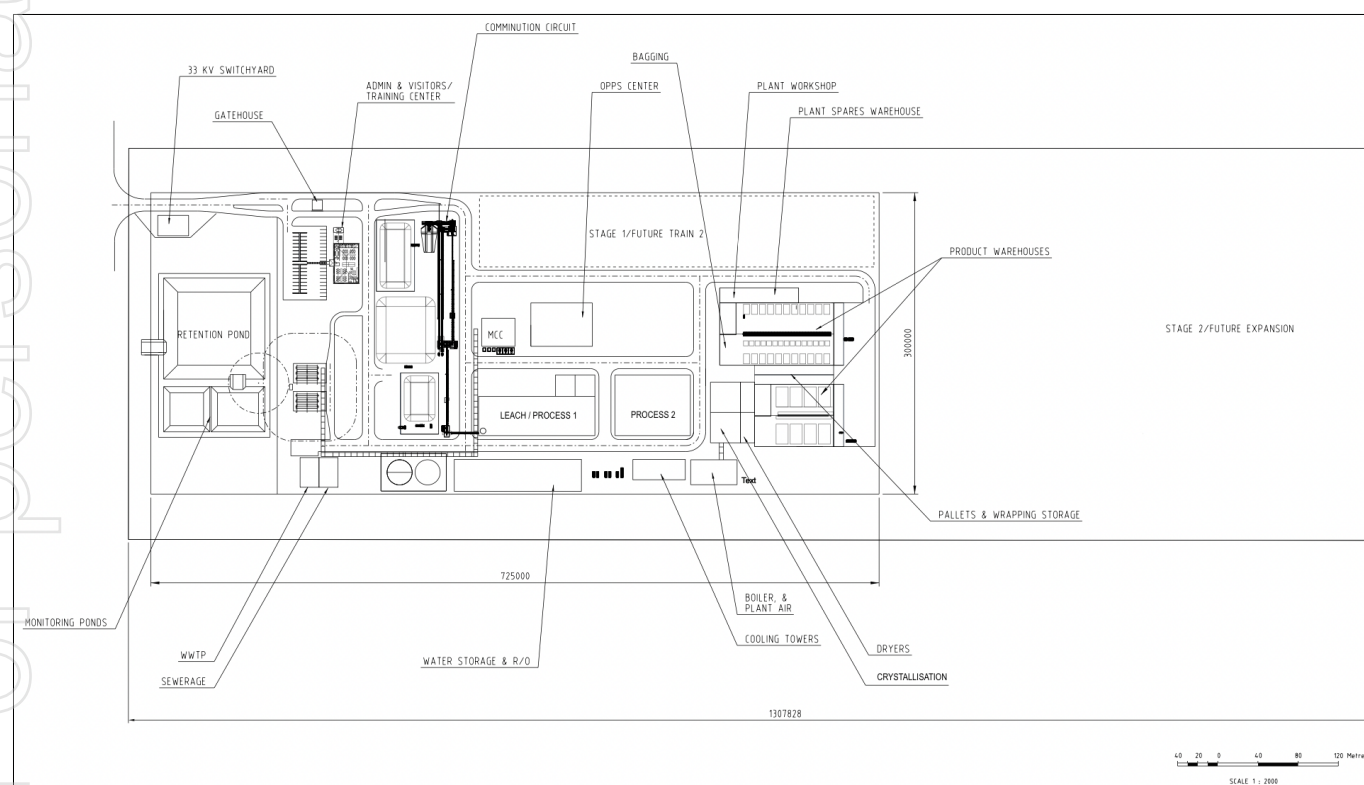 COMMINUTION CIRCUIT
BAGGING
33 KV SWITCHYARD
ADMIN & VISITORS/
TRAINING CENTER
OPPS CENTER
PLANT WORKSHOP
GATEHOUSE
PLANT SPARES WAREHOUSE
STAGE 1/FUTURE TRAIN 2
PRODUCT WAREHOUSES
RETENTION POND
MCC
STAGE 2/FUTURE EXPANSION
300000
LEACH / PROCESS 1
PROCESS 2
Text
PALLETS & WRAPPING STORAGE
725000
BOILER, &
PLANT AIR
MONITORING PONDS
COOLING TOWERS
WWTP
DRYERS
WATER STORAGE & R/O
SEWERAGE
CRYSTALLISATION
1307828
40 20 0 40 80 120 Metre
SCALE 1 : 2000